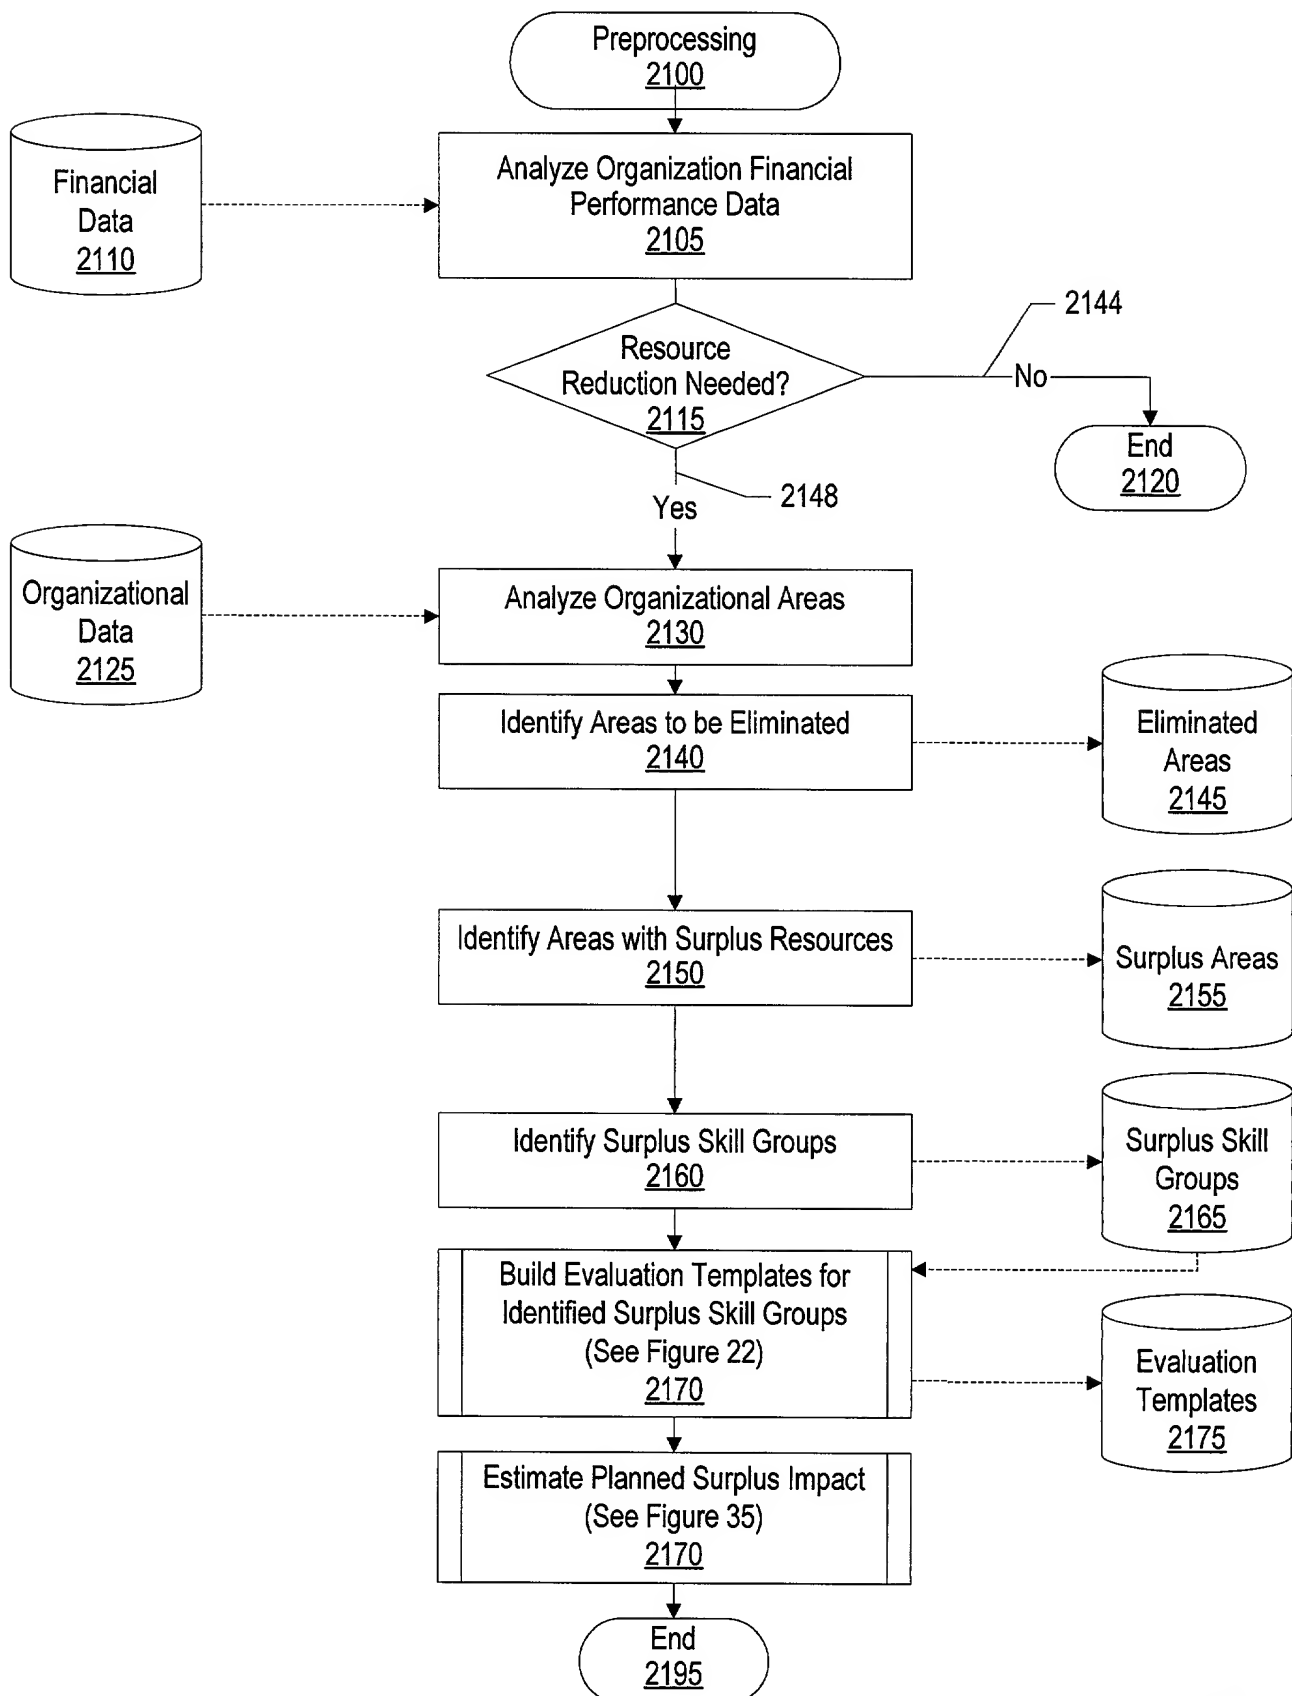 Preprocessing
2100
Financial
Data
2110
Analyze Organization Financial
Performance Data
2105
2144
Resource
Reduction Needed?
2115
No
End
2120
2148
Yes
Organizational
Data
2125
Analyze Organizational Areas
2130
Identify Areas to be Eliminated
2140
Eliminated
Areas
2145
Identify Areas with Surplus Resources
2150
Surplus Areas
2155
Identify Surplus Skill Groups
2160
Surplus Skill
Groups
2165
Build Evaluation Templates for
Identified Surplus Skill Groups
(See Figure 22)
2170
Evaluation
Templates
2175
Estimate Planned Surplus Impact
(See Figure 35)
2170
End
2195